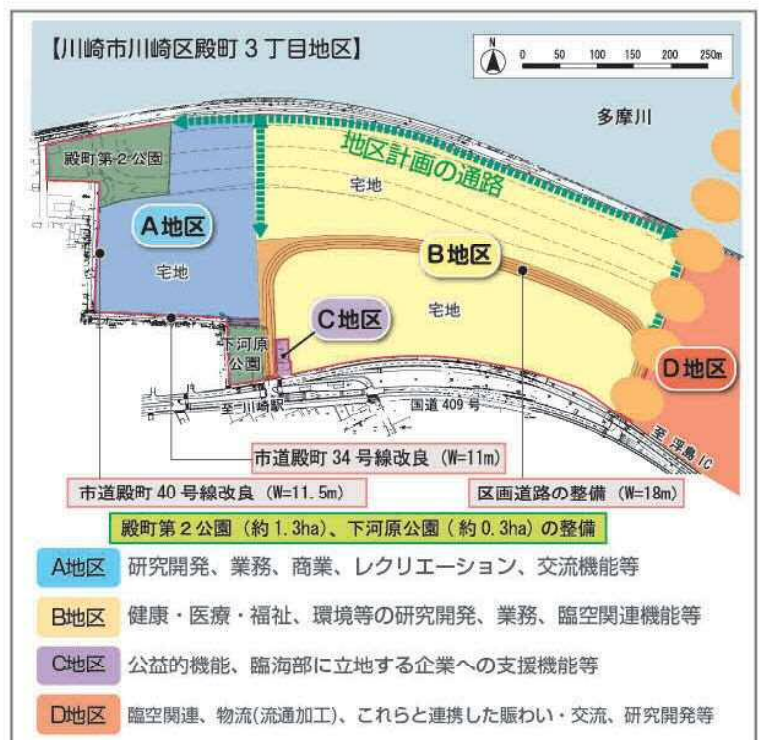 【川崎市川崎区殿町3丁目地区】
N
0 50 100 150 200 250m
多摩川
殿町第2公園
地区計画の通路
宅地
A地区
宅地
B地区
宅地
C地区
下河原
公園
D地区
至 川崎駅
国道409号
至 浮島IC
市道殿町34号線改良 (W=11m)
市道殿町40号線改良 (W=11.5m)
区画道路の整備 (W=18m)
殿町第2公園 (約1.3ha)、下河原公園 (約0.3ha) の整備
A地区 研究開発、業務、商業、レクリエーション、交流機能等
B地区 健康・医療・福祉、環境等の研究開発、業務、臨空関連機能等
C地区 公益的機能、臨海部に立地する企業への支援機能等
D地区 臨空関連、物流(流通加工)、これらと連携した賑わい・交流、研究開発等